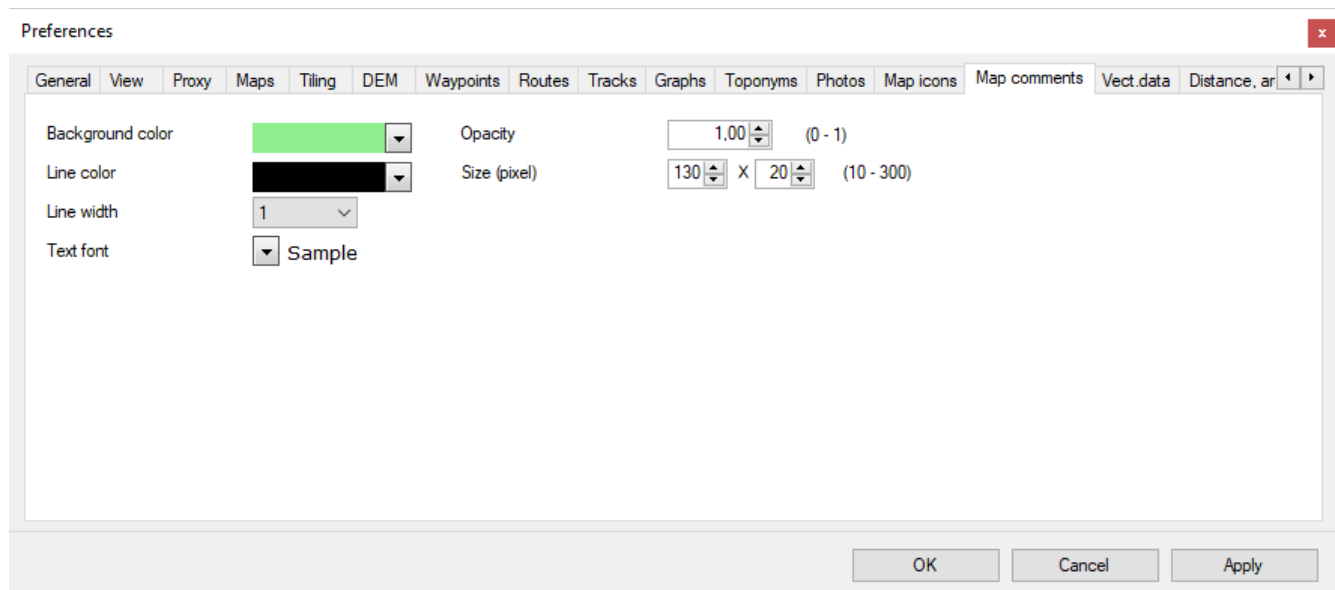 Preferences
x
General View Proxy Maps Tiling DEM Waypoints Routes Tracks Graphs Toponyms Photos Map icons Map comments Vect.data Distance, ar
Background color Opacity 1,00 (0 - 1)
Line color Size (pixel) 130 X 20 (10 - 300)
Line width 1
Text font Sample
OK Cancel Apply